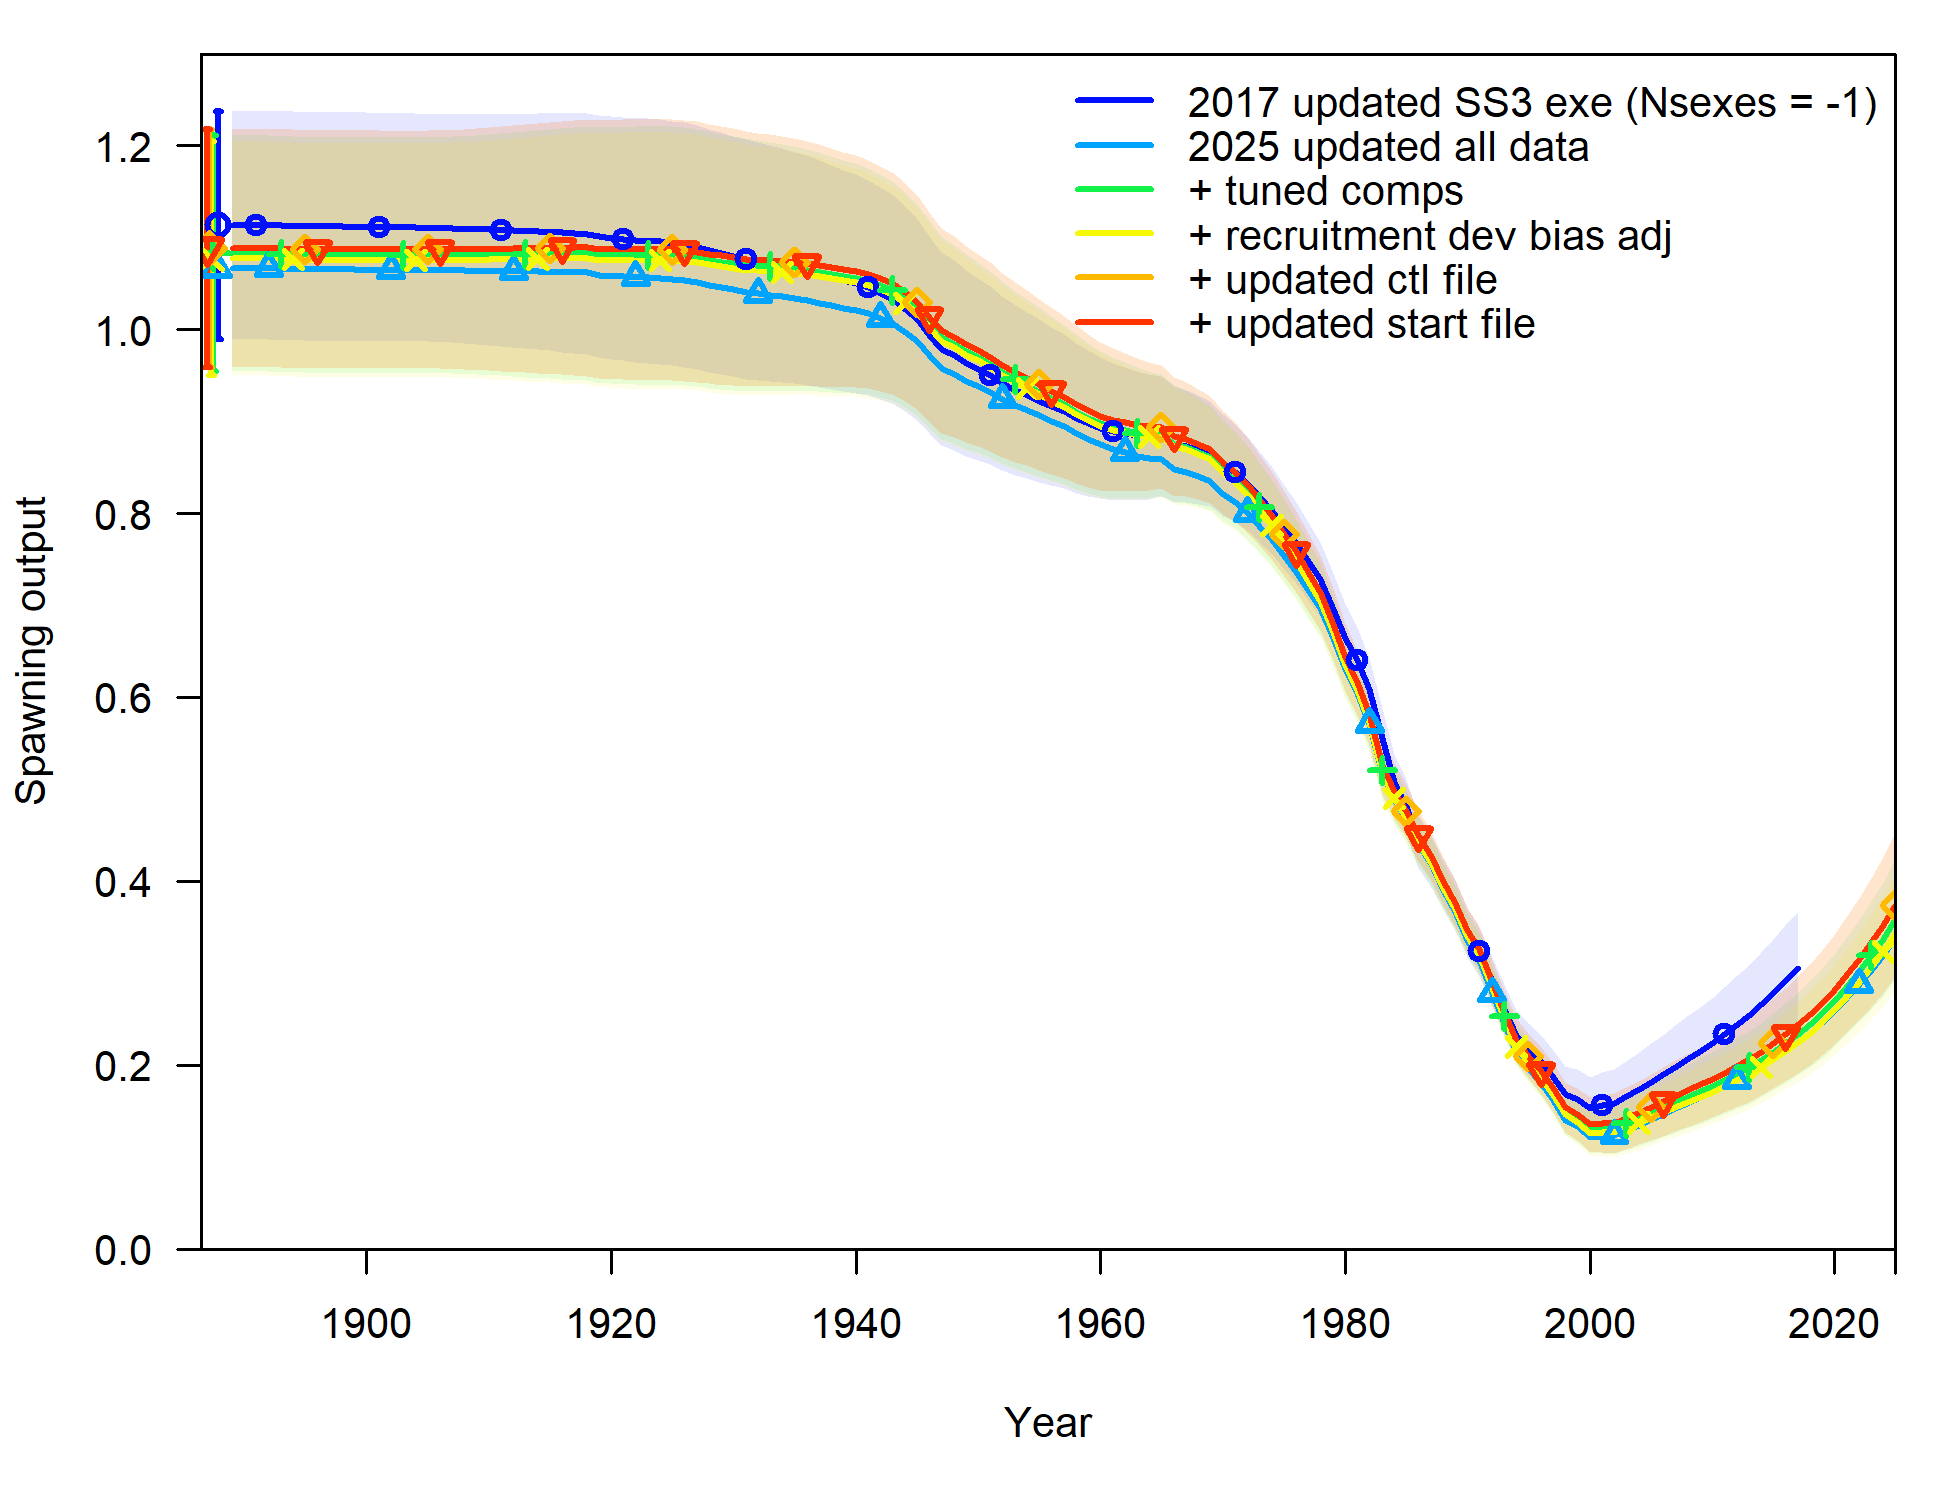 2017 updated SS3 exe (Nsexes = -1)
2025 updated all data
+ tuned comps
+ recruitment dev bias adj
+ updated ctl file
+ updated start file
Spawning output
1.2
1.0
0.8
0.6
0.4
0.2
0.0
1900 1920 1940 1960 1980 2000 2020
Year